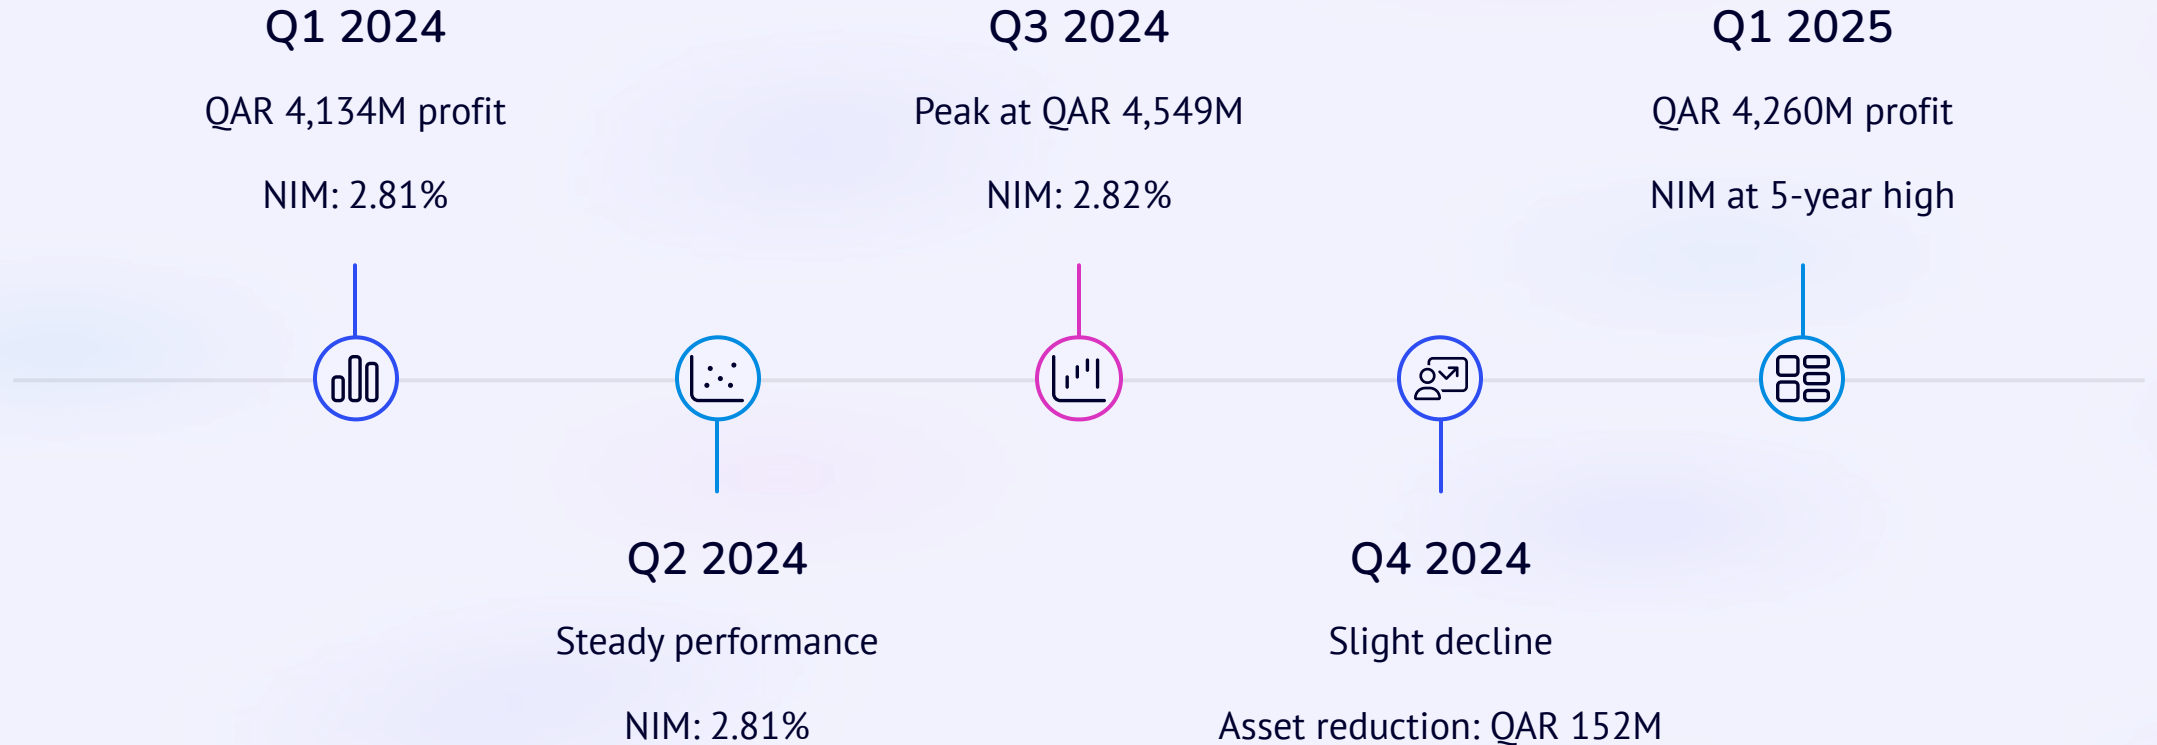 Q1 2024
QAR 4,134M profit
NIM: 2.81%
Q2 2024
Steady performance
NIM: 2.81%
Q3 2024
Peak at QAR 4,549M
NIM: 2.82%
Q4 2024
Slight decline
Asset reduction: QAR 152M
Q1 2025
QAR 4,260M profit
NIM at 5-year high